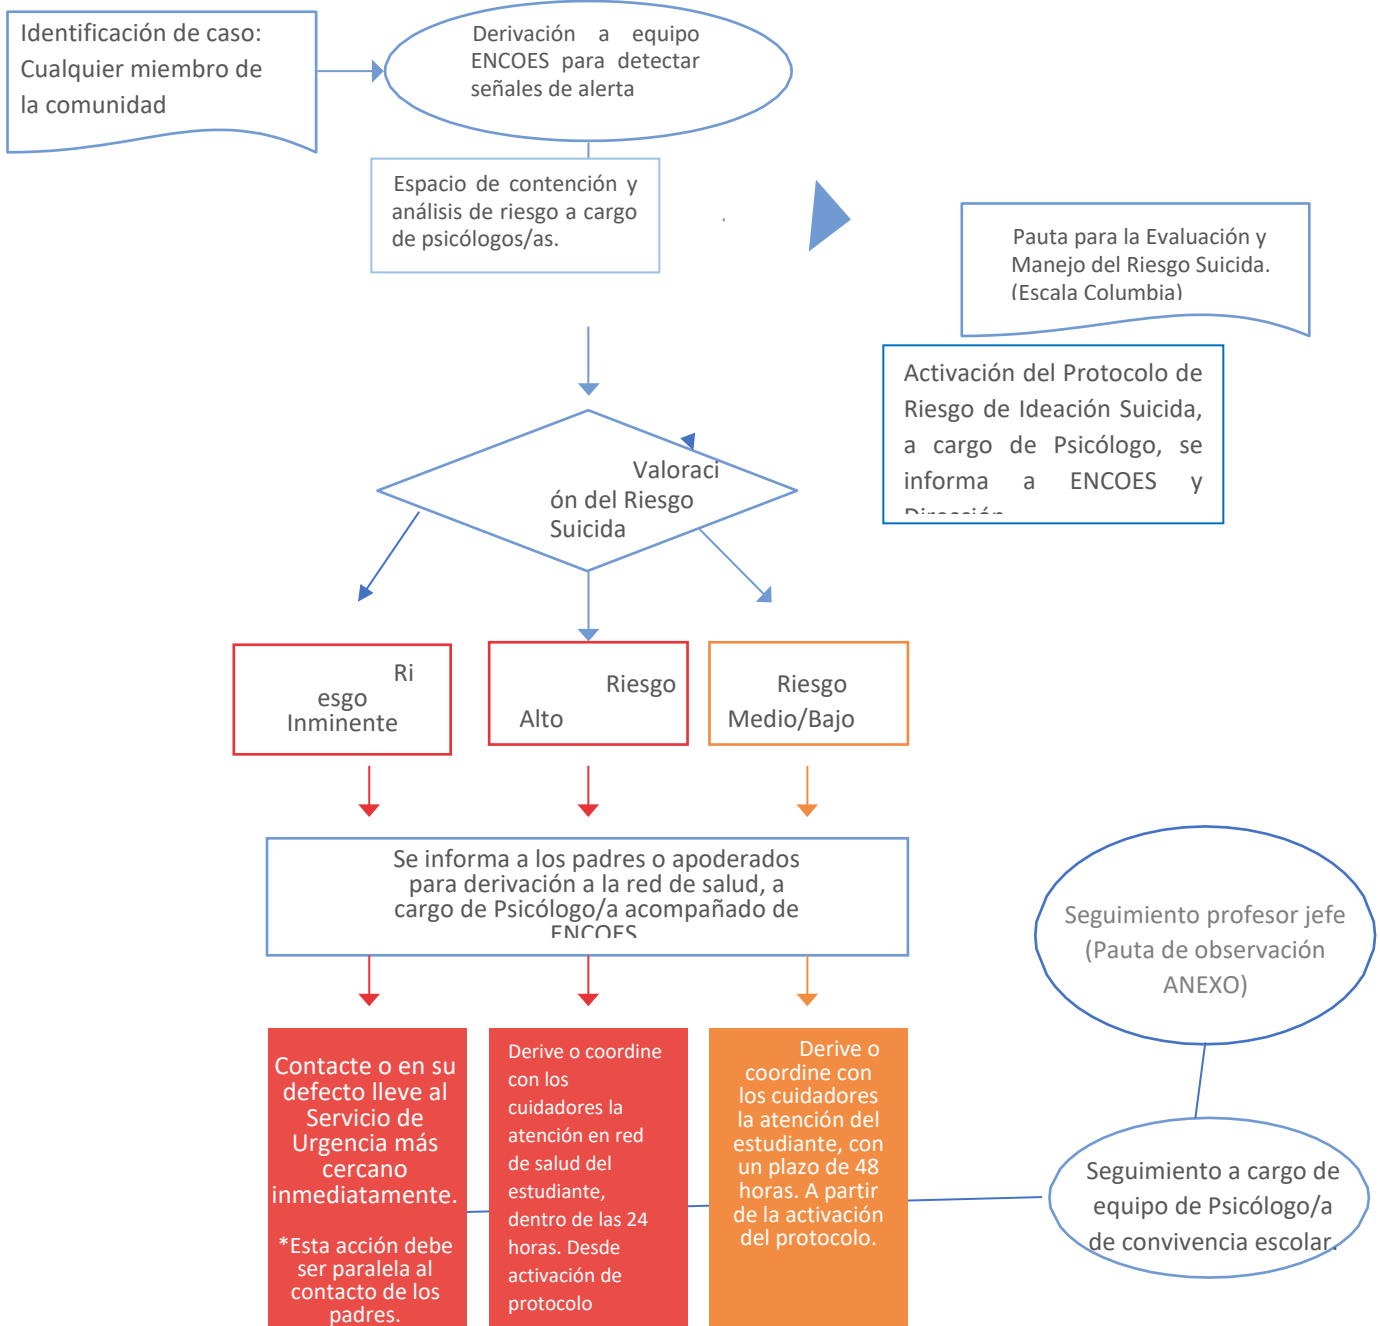 Identificación de caso:
Cualquier miembro de
la comunidad
Derivación a equipo
ENCOES para detectar
señales de alerta
Espacio de contención y
análisis de riesgo a cargo
de psicólogos/as.
Pauta para la Evaluación y
Manejo del Riesgo Suicida.
(Escala Columbia)
Activación del Protocolo de
Riesgo de Ideación Suicida,
a cargo de Psicólogo, se
informa a ENCOES y
Dirección
Valoraci
ón del Riesgo
Suicida
Ri
esgo
Inminente
Riesgo
Alto
Riesgo
Medio/Bajo
Se informa a los padres o apoderados
para derivación a la red de salud, a
cargo de Psicólogo/a acompañado de
ENCOES
Contacte o en su
defecto lleve al
Servicio de
Urgencia más
cercano
inmediatamente.
*Esta acción debe
ser paralela al
contacto de los
padres.
Derive o coordine
con los
cuidadores la
atención en red
de salud del
estudiante,
dentro de las 24
horas. Desde
activación de
protocolo
Derive o
coordine con
los cuidadores
la atención del
estudiante, con
un plazo de 48
horas. A partir
de la activación
del protocolo.
Seguimiento profesor jefe
(Pauta de observación
ANEXO)
Seguimiento a cargo de
equipo de Psicólogo/a
de convivencia escolar.